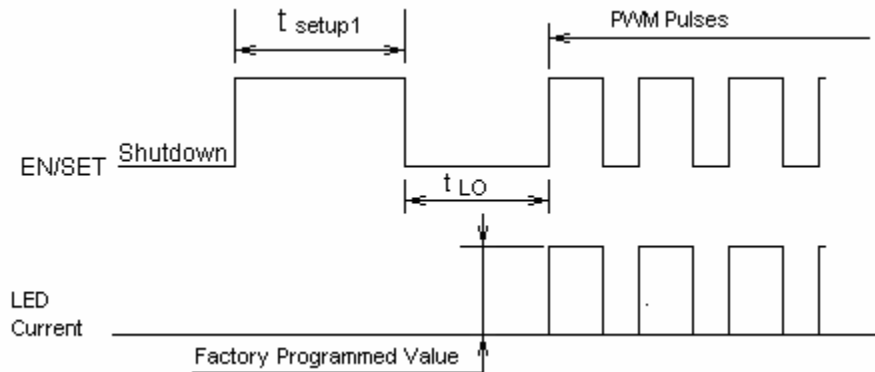 t setup1
PWM Pulses
EN/SET
Shutdown
t LO
LED
Current
Factory Programmed Value